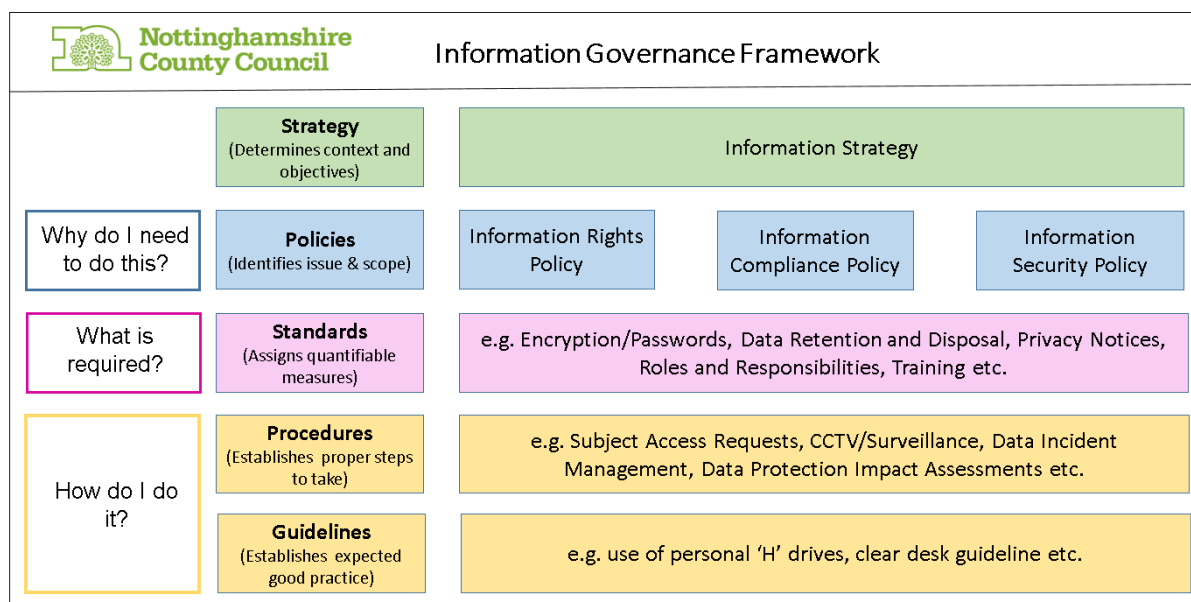 Nottinghamshire
County Council
Information Governance Framework
Strategy
(Determines context and
objectives)
Information Strategy
Why do I need
to do this?
Policies
(Identifies issue & scope)
Information Rights
Policy
Information
Compliance Policy
Information
Security Policy
What is
required?
Standards
(Assigns quantifiable
measures)
e.g. Encryption/Passwords, Data Retention and Disposal, Privacy Notices,
Roles and Responsibilities, Training etc.
How do I do
it?
Procedures
(Establishes proper steps
to take)
e.g. Subject Access Requests, CCTV/Surveillance, Data Incident
Management, Data Protection Impact Assessments etc.
Guidelines
(Establishes expected
good practice)
e.g. use of personal ‘H’ drives, clear desk guideline etc.